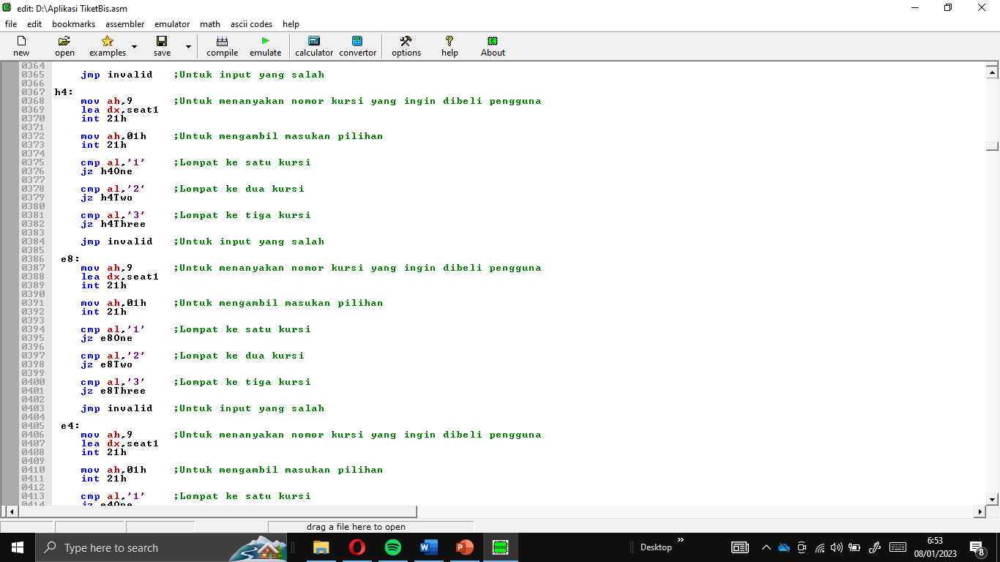 edit: D:\Aplikasi TiketBis.asm
file edit bookmarks assembler emulator math ascii codes help
new open examples save compile emulate calculator convertor options help About
0364
0365 jmp invalid ;Untuk input yang salah
0366
0367 h4:
0368 mov ah,9 ;Untuk menanyakan nomor kursi yang ingin dibeli pengguna
0369 lea dx,seat1
0370 int 21h
0371
0372 mov ah,01h ;Untuk mengambil masukan pilihan
0373 int 21h
0374
0375 cmp al,'1' ;Lompat ke satu kursi
0376 jz h4One
0377
0378 cmp al,'2' ;Lompat ke dua kursi
0379 jz h4Two
0380
0381 cmp al,'3' ;Lompat ke tiga kursi
0382 jz h4Three
0383
0384 jmp invalid ;Untuk input yang salah
0385
0386 e8:
0387 mov ah,9 ;Untuk menanyakan nomor kursi yang ingin dibeli pengguna
0388 lea dx,seat1
0389 int 21h
0390
0391 mov ah,01h ;Untuk mengambil masukan pilihan
0392 int 21h
0393
0394 cmp al,'1' ;Lompat ke satu kursi
0395 jz e8One
0396
0397 cmp al,'2' ;Lompat ke dua kursi
0398 jz e8Two
0399
0400 cmp al,'3' ;Lompat ke tiga kursi
0401 jz e8Three
0402
0403 jmp invalid ;Untuk input yang salah
0404
0405 e4:
0406 mov ah,9 ;Untuk menanyakan nomor kursi yang ingin dibeli pengguna
0407 lea dx,seat1
0408 int 21h
0409
0410 mov ah,01h ;Untuk mengambil masukan pilihan
0411 int 21h
0412
0413 cmp al,'1' ;Lompat ke satu kursi
0414 jz e4One
drag a file here to open
Type here to search
Desktop
6:53
08/01/2023
8